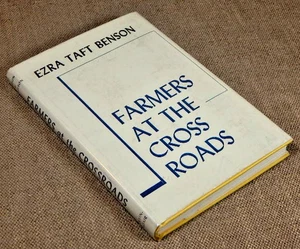 EZRA TAFT BENSON
FARMERS
AT THE
CROSS
ROADS
FARMERS at the CROSSROADS